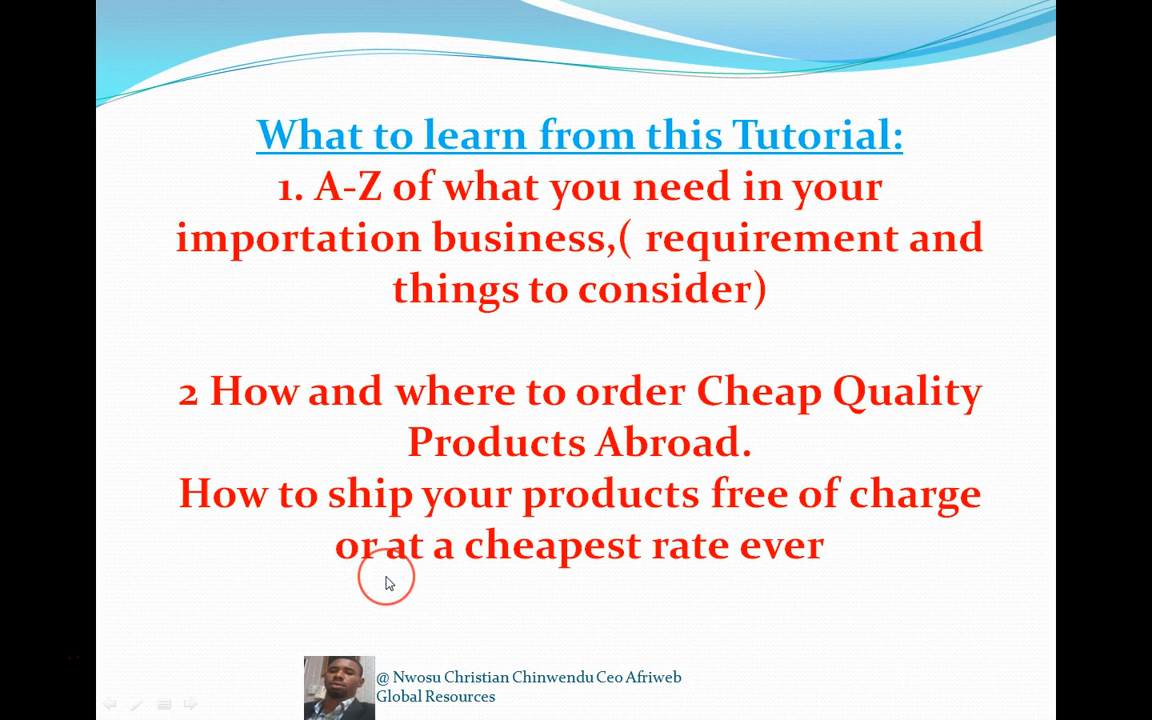 What to learn from this Tutorial:
1. A-Z of what you need in your
importation business,( requirement and
things to consider)
2 How and where to order Cheap Quality
Products Abroad.
How to ship your products free of charge
or at a cheapest rate ever
@ Nwosu Christian Chinwendu Ceo Afriweb
Global Resources